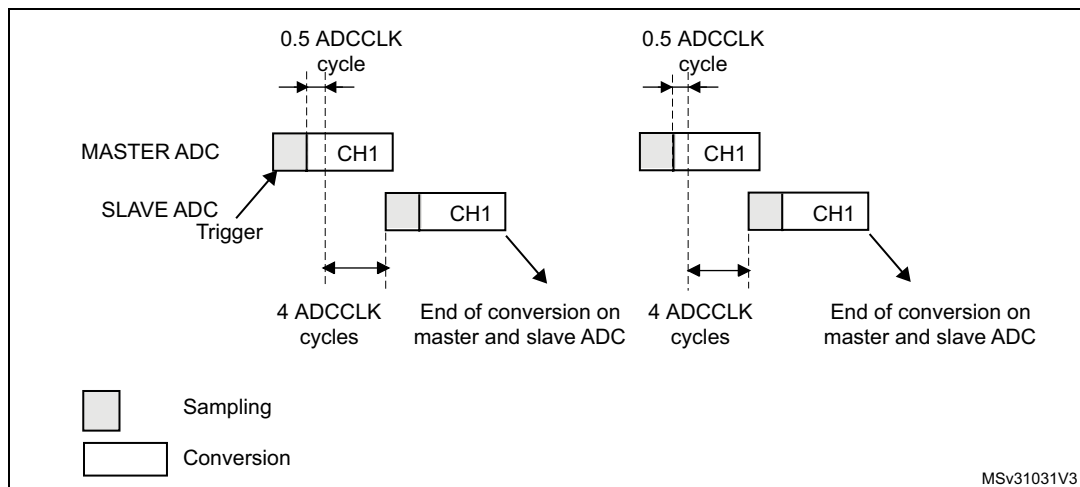 0.5 ADCCLK
cycle
0.5 ADCCLK
cycle
MASTER ADC
CH1
CH1
SLAVE ADC
CH1
CH1
Trigger
4 ADCCLK
cycles
End of conversion on
master and slave ADC
4 ADCCLK
cycles
End of conversion on
master and slave ADC
Sampling
Conversion
MSv31031V3